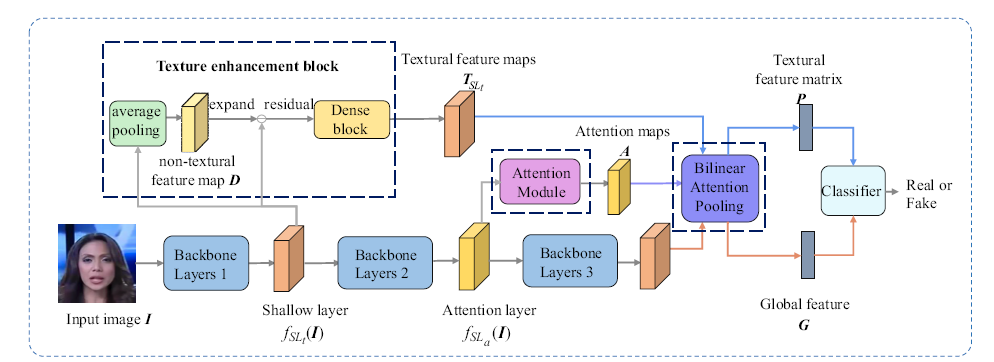 Texture enhancement block
average
pooling
expand
residual
Dense
block
non-textural
feature map D
Textural feature maps
T_{SL_t}
Attention maps
A
Attention
Module
Bilinear
Attention
Pooling
Textural
feature matrix
P
Classifier
Real or
Fake
Backbone
Layers 1
Backbone
Layers 2
Backbone
Layers 3
Input image I
Shallow layer
f_{SL_t}(I)
Attention layer
f_{SL_a}(I)
Global feature
G